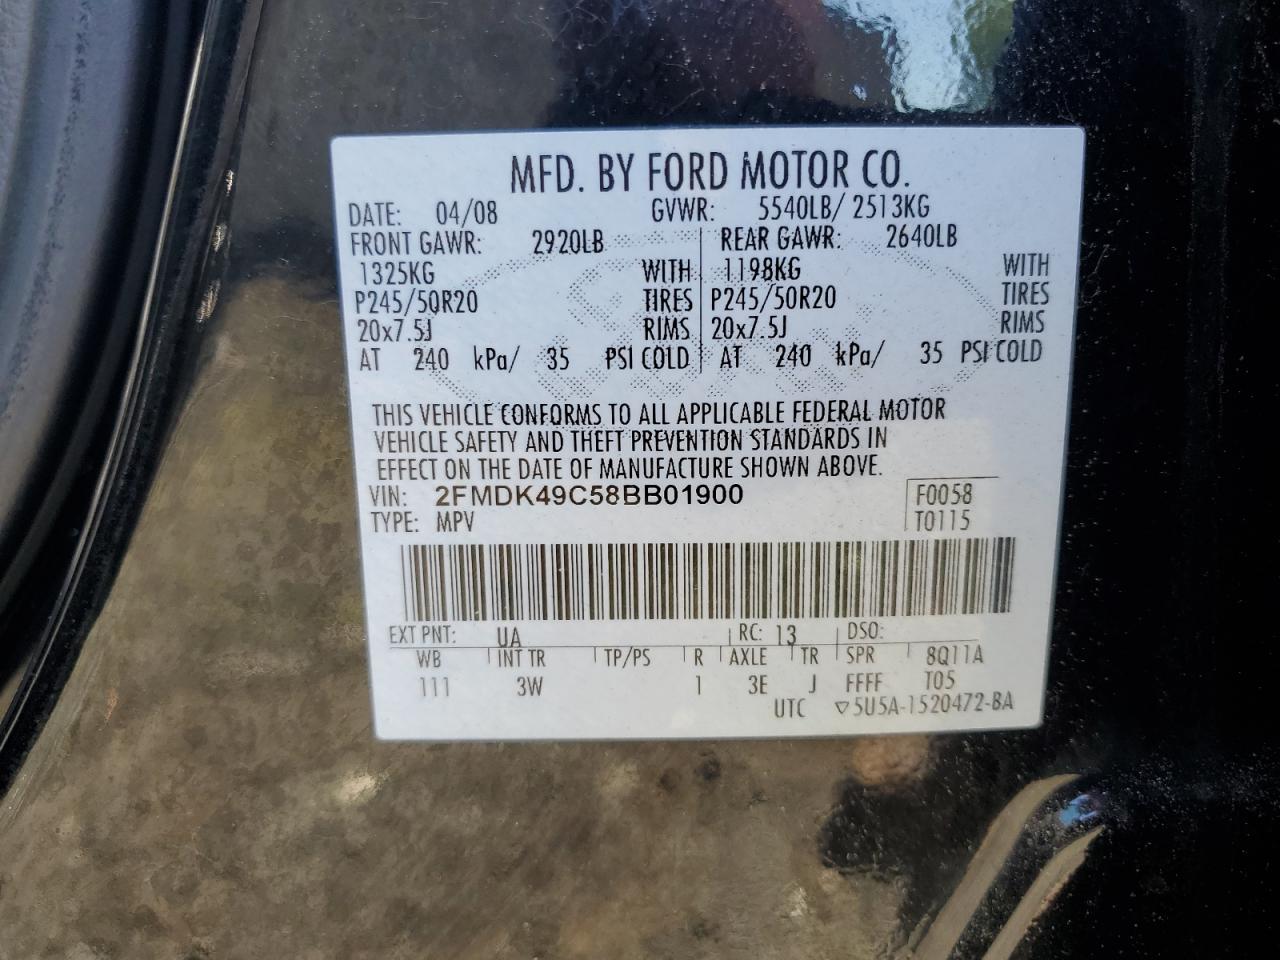 MFD. BY FORD MOTOR CO.
DATE: 04/08 GVWR: 5540LB/ 2513KG
FRONT GAWR: 2920LB REAR GAWR: 2640LB
1325KG WITH 1198KG WITH
P245/50R20 TIRES P245/50R20 TIRES
20x7.5J RIMS 20x7.5J RIMS
AT 240 kPa/ 35 PSI COLD AT 240 kPa/ 35 PSI COLD
THIS VEHICLE CONFORMS TO ALL APPLICABLE FEDERAL MOTOR
VEHICLE SAFETY AND THEFT PREVENTION STANDARDS IN
EFFECT ON THE DATE OF MANUFACTURE SHOWN ABOVE.
VIN: 2FMDK49C58BB01900 F0058
TYPE: MPV T0115
EXT PNT: UA RC: 13 DSO:
WB INT TR TP/PS R AXLE TR SPR 8Q11A
111 3W 1 3E J FFFF T05
UTC ▽5U5A-1520472-BA